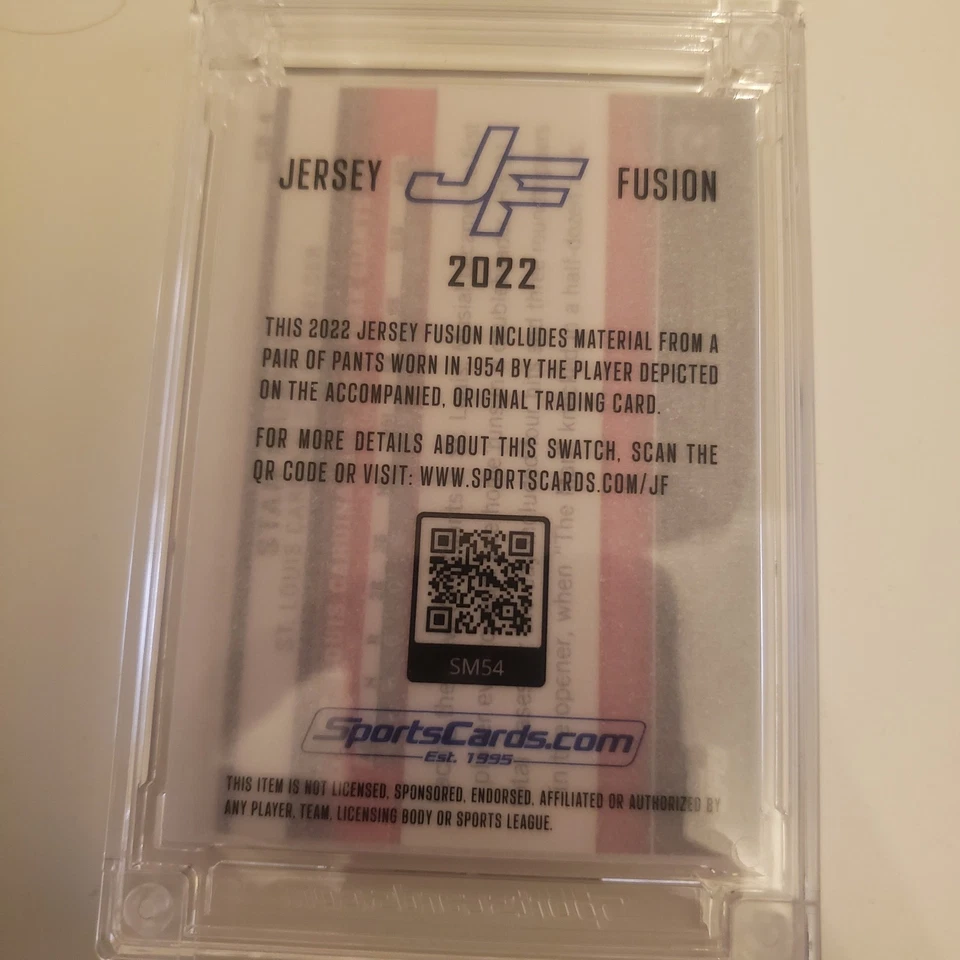 JERSEY JF FUSION
2022
THIS 2022 JERSEY FUSION INCLUDES MATERIAL FROM A
PAIR OF PANTS WORN IN 1954 BY THE PLAYER DEPICTED
ON THE ACCOMPANIED, ORIGINAL TRADING CARD.
FOR MORE DETAILS ABOUT THIS SWATCH, SCAN THE
QR CODE OR VISIT: WWW.SPORTSCARDS.COM/JF
SM54
SportsCards.com
Est. 1995
THIS ITEM IS NOT LICENSED, SPONSORED, ENDORSED, AFFILIATED OR AUTHORIZED BY
ANY PLAYER, TEAM, LICENSING BODY OR SPORTS LEAGUE.